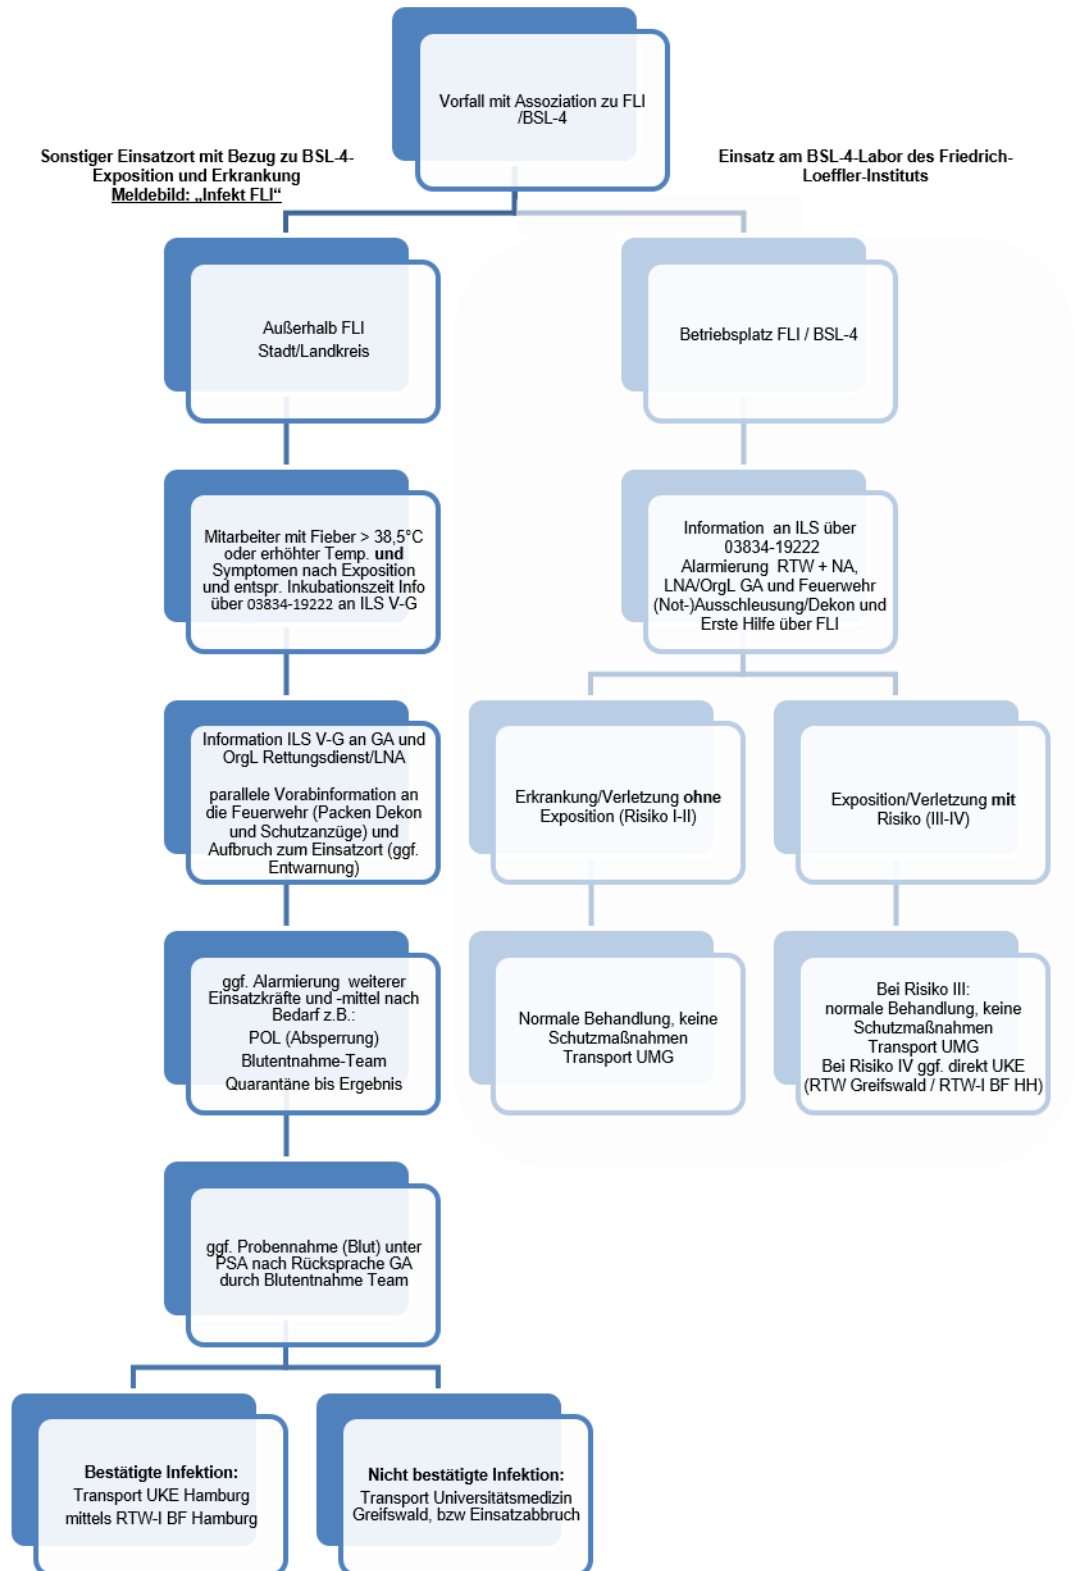 Vorfall mit Assoziation zu FLI
/BSL-4
Sonstiger Einsatzort mit Bezug zu BSL-4-
Exposition und Erkrankung
Meldebild: „Infekt FLI“
Einsatz am BSL-4-Labor des Friedrich-
Loeffler-Instituts
Außerhalb FLI
Stadt/Landkreis
Betriebsplatz FLI / BSL-4
Mitarbeiter mit Fieber > 38,5°C
oder erhöhter Temp. und
Symptomen nach Exposition
und entspr. Inkubationszeit Info
über 03834-19222 an ILS V-G
Information an ILS über
03834-19222
Alarmierung RTW + NA,
LNA/OrgL GA und Feuerwehr
(Not-)Ausschleusung/Dekon und
Erste Hilfe über FLI
Information ILS V-G an GA und
OrgL Rettungsdienst/LNA
parallele Vorabinformation an
die Feuerwehr (Packen Dekon
und Schutzanzüge) und
Aufbruch zum Einsatzort (ggf.
Entwarnung)
Erkrankung/Verletzung ohne
Exposition (Risiko I-II)
Exposition/Verletzung mit
Risiko (III-IV)
ggf. Alarmierung weiterer
Einsatzkräfte und -mittel nach
Bedarf z.B.:
POL (Absperrung)
Blutentnahme-Team
Quarantäne bis Ergebnis
Normale Behandlung, keine
Schutzmaßnahmen
Transport UMG
Bei Risiko III:
normale Behandlung, keine
Schutzmaßnahmen
Transport UMG
Bei Risiko IV ggf. direkt UKE
(RTW Greifswald / RTW-I BF HH)
ggf. Probennahme (Blut) unter
PSA nach Rücksprache GA
durch Blutentnahme Team
Bestätigte Infektion:
Transport UKE Hamburg
mittels RTW-I BF Hamburg
Nicht bestätigte Infektion:
Transport Universitätsmedizin
Greifswald, bzw Einsatzabbruch